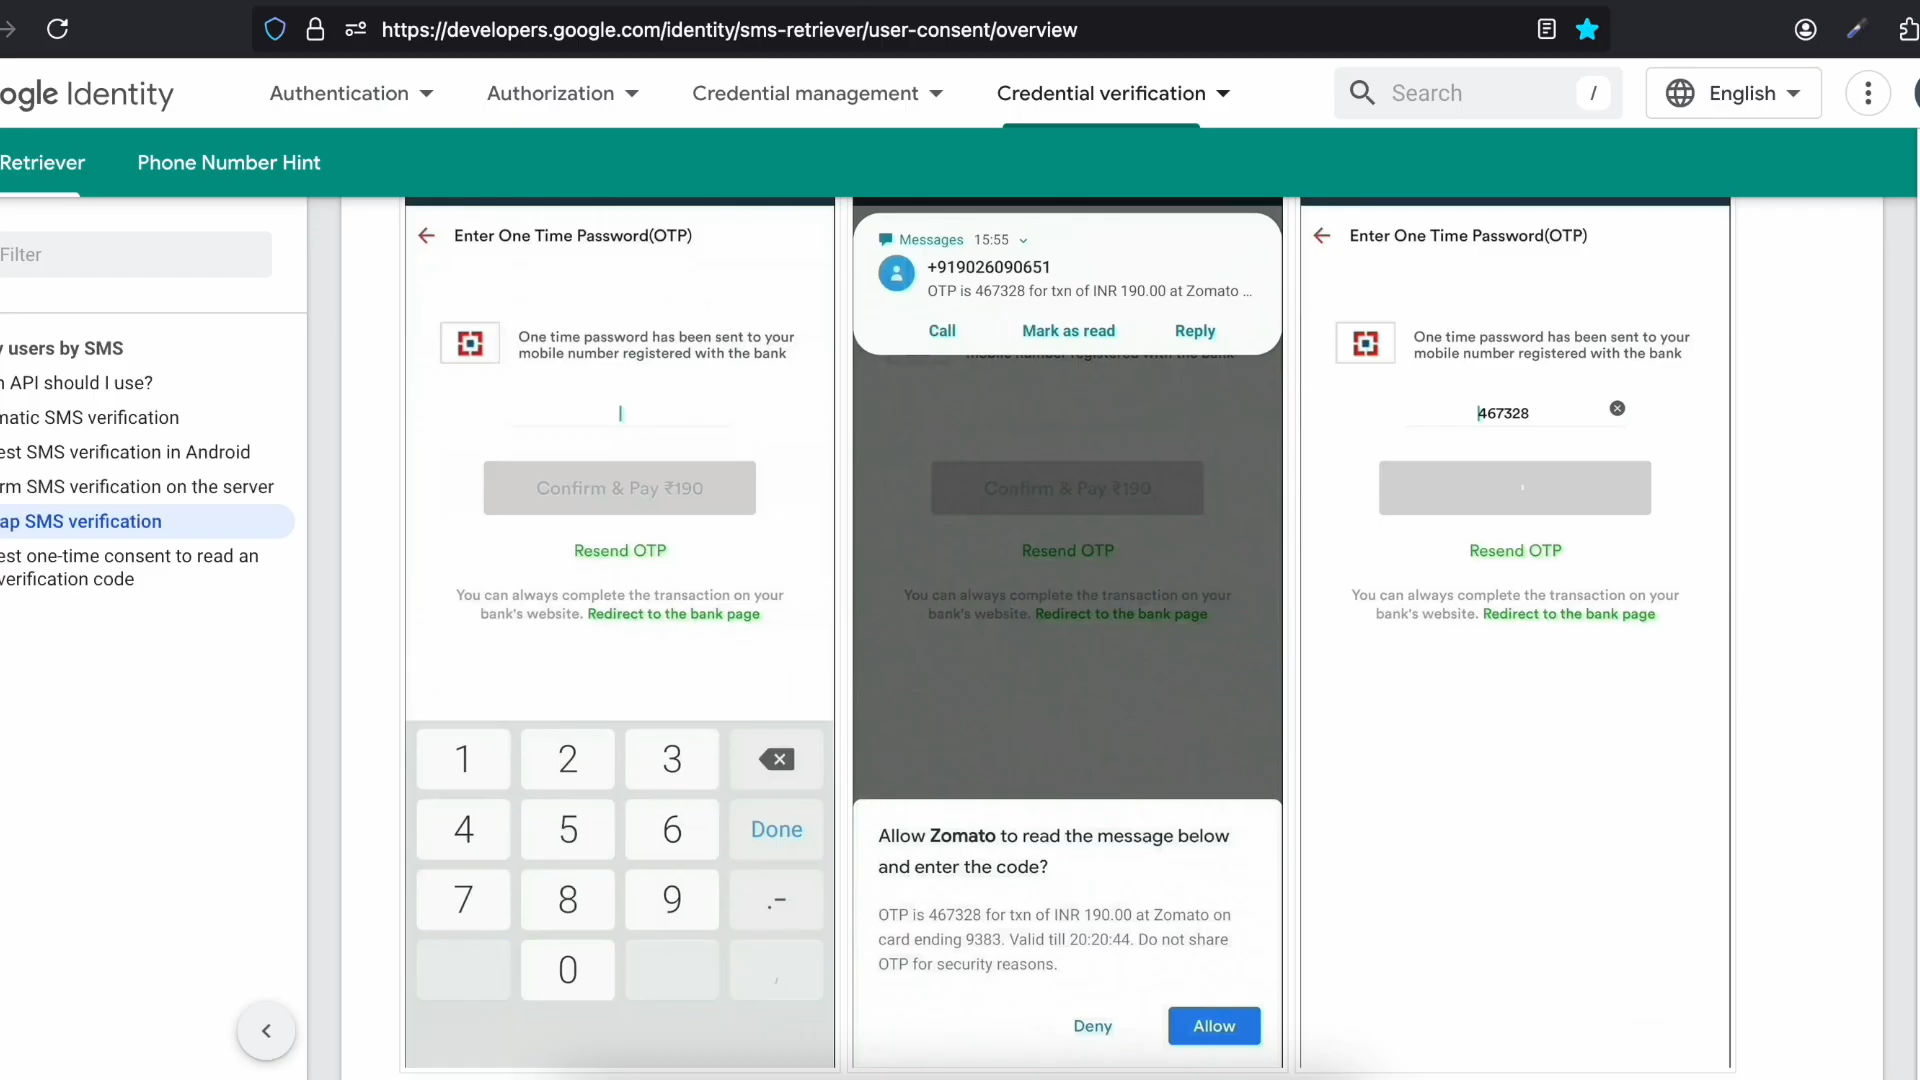 https://developers.google.com/identity/sms-retriever/user-consent/overview
ogle Identity
Authentication
Authorization
Credential management
Credential verification
Search
/
English
Retriever
Phone Number Hint
Filter
y users by SMS
h API should I use?
matic SMS verification
est SMS verification in Android
rm SMS verification on the server
ap SMS verification
est one-time consent to read an
verification code
Enter One Time Password(OTP)
One time password has been sent to your
mobile number registered with the bank
Confirm & Pay ₹190
Resend OTP
You can always complete the transaction on your
bank's website. Redirect to the bank page
1
2
3
4
5
6
Done
7
8
9
.-
0
,
Messages 15:55
+919026090651
OTP is 467328 for txn of INR 190.00 at Zomato ...
Call
Mark as read
Reply
mobile number registered with the bank
Confirm & Pay ₹190
Resend OTP
You can always complete the transaction on your
bank's website. Redirect to the bank page
Allow Zomato to read the message below
and enter the code?
OTP is 467328 for txn of INR 190.00 at Zomato on
card ending 9383. Valid till 20:20:44. Do not share
OTP for security reasons.
Deny
Allow
Enter One Time Password(OTP)
One time password has been sent to your
mobile number registered with the bank
467328
Resend OTP
You can always complete the transaction on your
bank's website. Redirect to the bank page